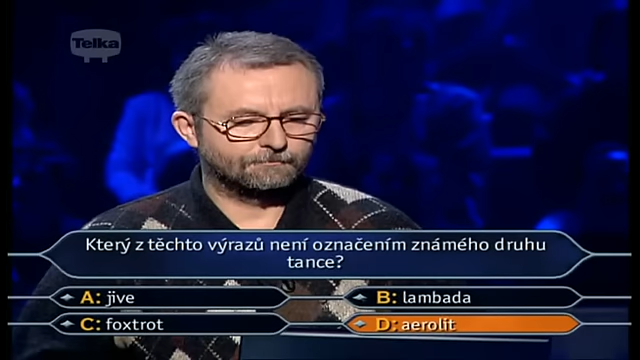 Telka
Který z těchto výrazů není označením známého druhu
tance?
A: jive
B: lambada
C: foxtrot
D: aerolit